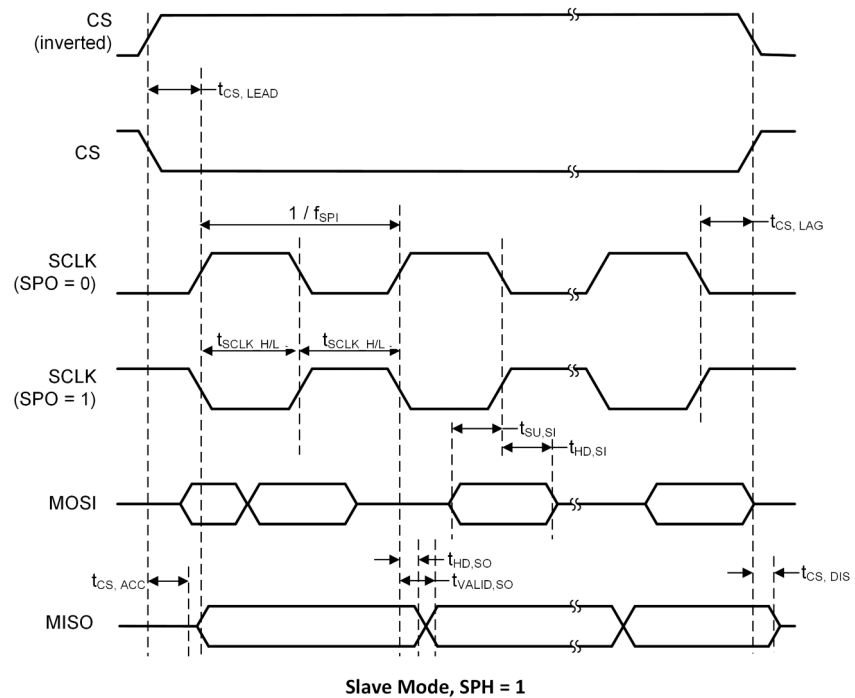 CS
(inverted)
tCS, LEAD
CS
1 / fSPI
tCS, LAG
SCLK
(SPO = 0)
tSCLK_H/L
tSCLK_H/L
SCLK
(SPO = 1)
tSU,SI
tHD,SI
MOSI
tHD,SO
tCS, ACC
tVALID,SO
tCS, DIS
MISO
Slave Mode, SPH = 1